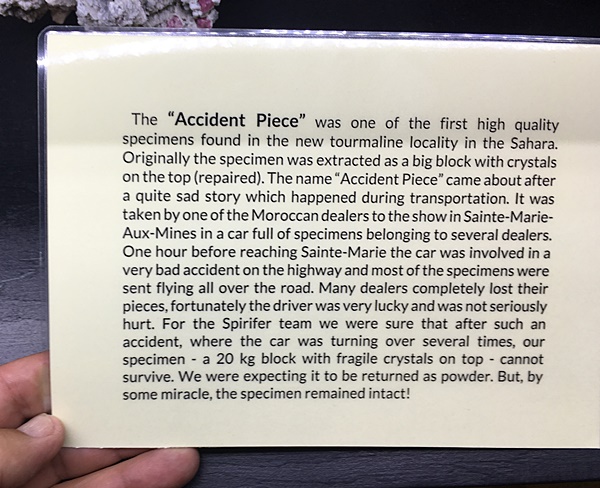 The “Accident Piece” was one of the first high quality
specimens found in the new tourmaline locality in the Sahara.
Originally the specimen was extracted as a big block with crystals
on the top (repaired). The name “Accident Piece” came about after
a quite sad story which happened during transportation. It was
taken by one of the Moroccan dealers to the show in Sainte-Marie-
Aux-Mines in a car full of specimens belonging to several dealers.
One hour before reaching Sainte-Marie the car was involved in a
very bad accident on the highway and most of the specimens were
sent flying all over the road. Many dealers completely lost their
pieces, fortunately the driver was very lucky and was not seriously
hurt. For the Spirifer team we were sure that after such an
accident, where the car was turning over several times, our
specimen - a 20 kg block with fragile crystals on top - cannot
survive. We were expecting it to be returned as powder. But, by
some miracle, the specimen remained intact!